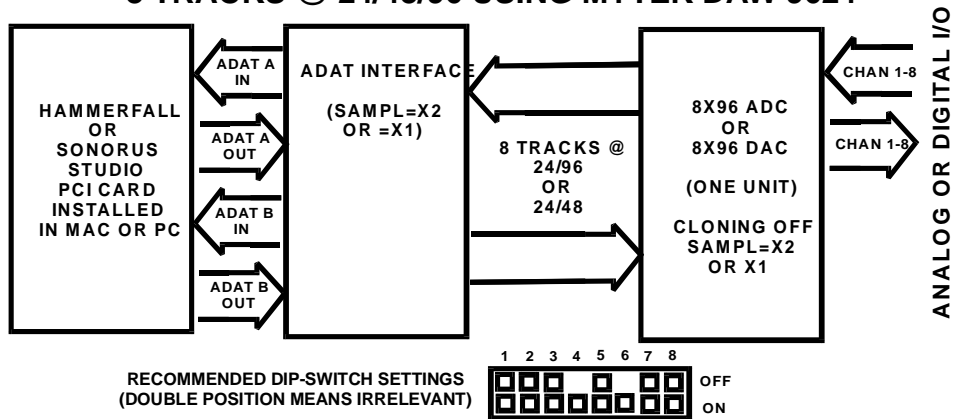 8 TRACKS @ 24/48/96 USING MYTEK DAW 9624
HAMMERFALL
OR
SONORUS
STUDIO
PCI CARD
INSTALLED
IN MAC OR PC
ADAT A
IN
ADAT A
OUT
ADAT B
IN
ADAT B
OUT
ADAT INTERFACE
(SAMPL=X2
OR =X1)
8 TRACKS @
24/96
OR
24/48
8X96 ADC
OR
8X96 DAC
(ONE UNIT)
CLONING OFF
SAMPL=X2
OR X1
CHAN 1-8
CHAN 1-8
ANALOG OR DIGITAL I/O
RECOMMENDED DIP-SWITCH SETTINGS
(DOUBLE POSITION MEANS IRRELEVANT)
1 2 3 4 5 6 7 8
OFF
ON